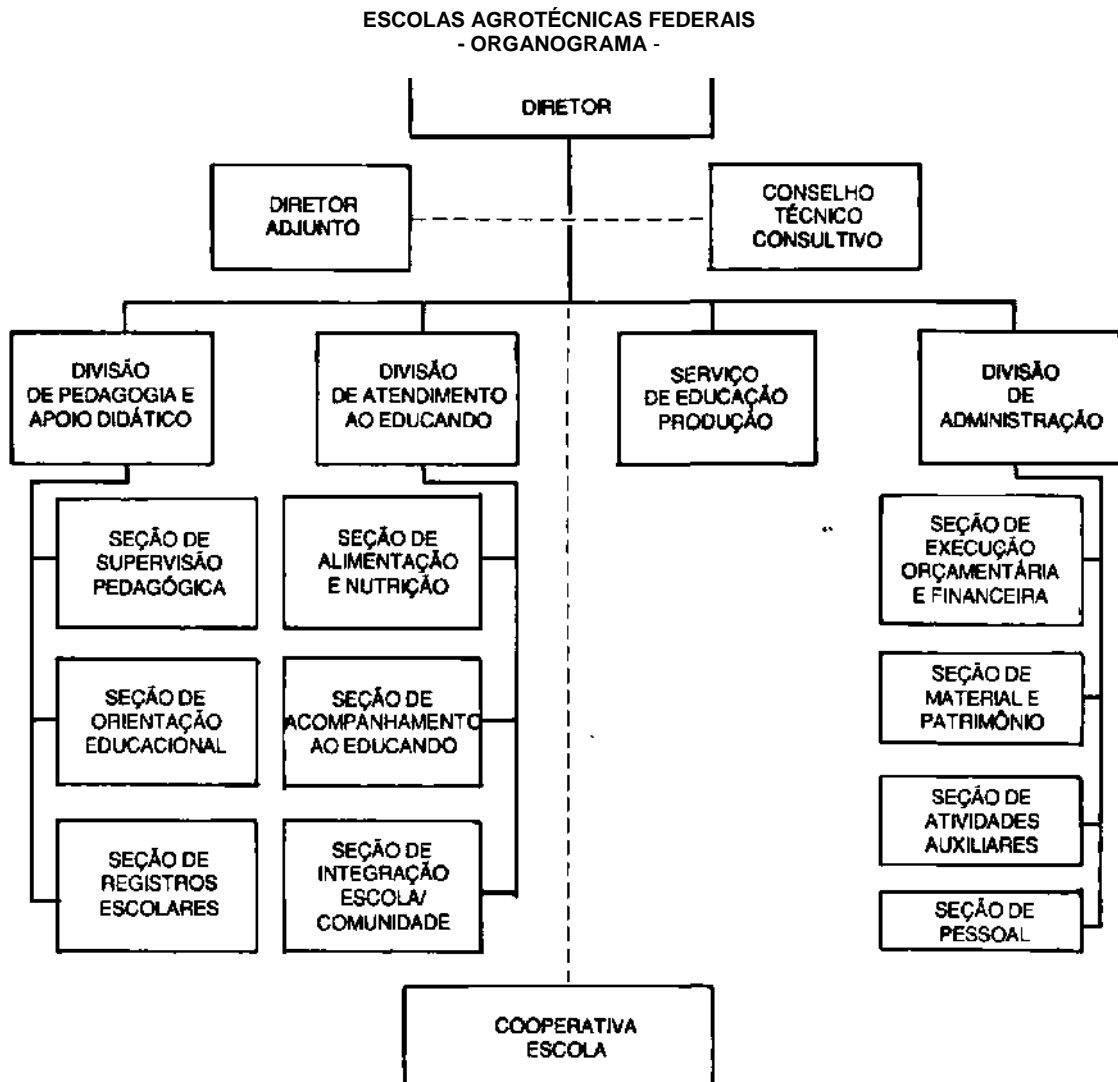 ESCOLAS AGROTÉCNICAS FEDERAIS
- ORGANOGRAMA -
DIRETOR
DIRETOR
ADJUNTO
CONSELHO
TÉCNICO
CONSULTIVO
DIVISÃO
DE PEDAGOGIA E
APOIO DIDÁTICO
DIVISÃO
DE ATENDIMENTO
AO EDUCANDO
SERVIÇO
DE EDUCAÇÃO
PRODUÇÃO
DIVISÃO
DE
ADMINISTRAÇÃO
SEÇÃO DE
SUPERVISÃO
PEDAGÓGICA
SEÇÃO DE
ORIENTAÇÃO
EDUCACIONAL
SEÇÃO DE
REGISTROS
ESCOLARES
SEÇÃO DE
ALIMENTAÇÃO
E NUTRIÇÃO
SEÇÃO DE
ACOMPANHAMENTO
AO EDUCANDO
SEÇÃO DE
INTEGRAÇÃO
ESCOLA/
COMUNIDADE
SEÇÃO DE
EXECUÇÃO
ORÇAMENTÁRIA
E FINANCEIRA
SEÇÃO DE
MATERIAL E
PATRIMÔNIO
SEÇÃO DE
ATIVIDADES
AUXILIARES
SEÇÃO DE
PESSOAL
COOPERATIVA
ESCOLA